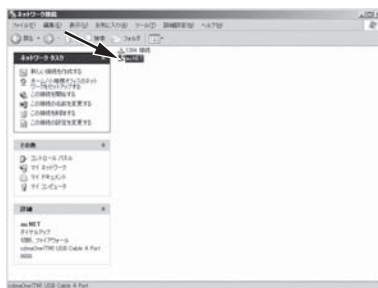 ネットワーク接続
ファイル(F) 編集(E) 表示(V) お気に入り(A) ツール(T) 詳細設定(N) ヘルプ(H)
戻る 検索 フォルダ
ネットワーク タスク
新しい接続を作成する
ホーム/小規模オフィスのネットワークをセットアップする
この接続を開始する
この接続の名前を変更する
この接続を削除する
この接続の設定を変更する
1394 接続
au.NET
その他
コントロール パネル
マイ ネットワーク
マイ ドキュメント
マイ コンピュータ
詳細
au.NET
ダイヤルアップ
切断, ファイアウォール
cdmaOne(TM) USB Cable A Port
cdmaOne(TM) USB Cable A Port